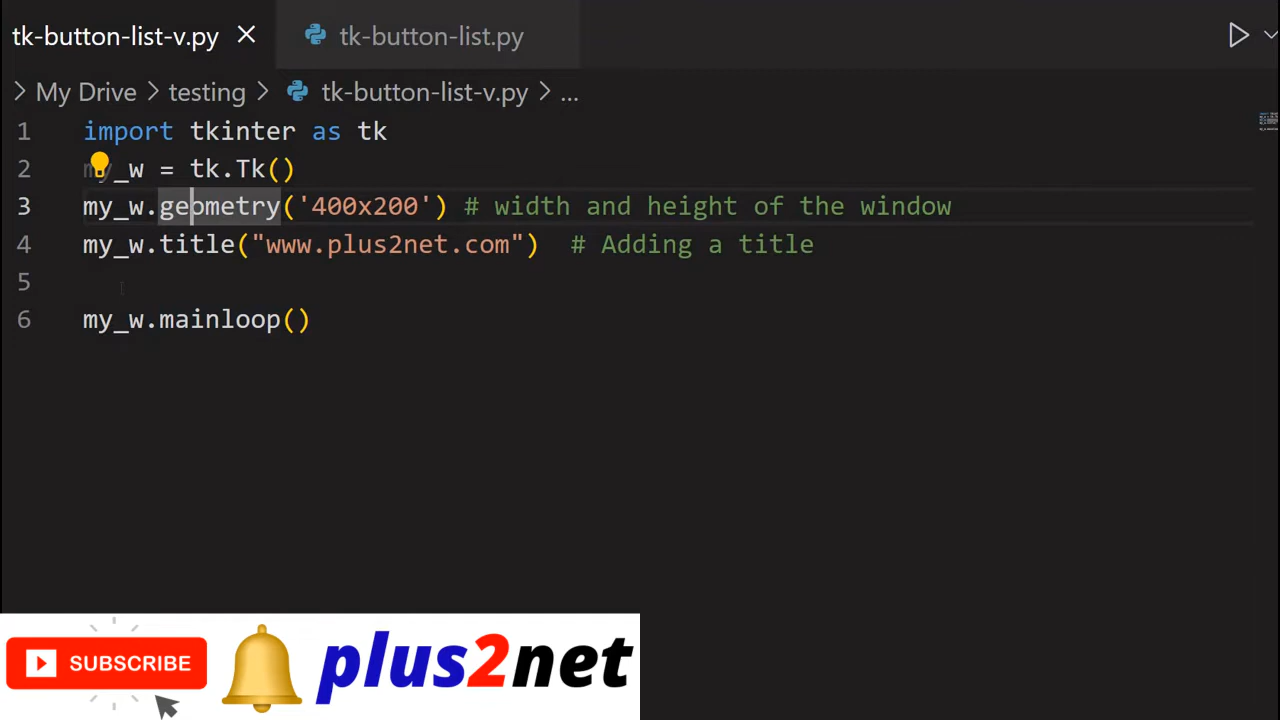 tk-button-list-v.py tk-button-list.py
My Drive testing tk-button-list-v.py ...
1 import tkinter as tk
2 my_w = tk.Tk()
3 my_w.geometry('400x200') # width and height of the window
4 my_w.title("www.plus2net.com")  # Adding a title
5
6 my_w.mainloop()
SUBSCRIBE plus2net